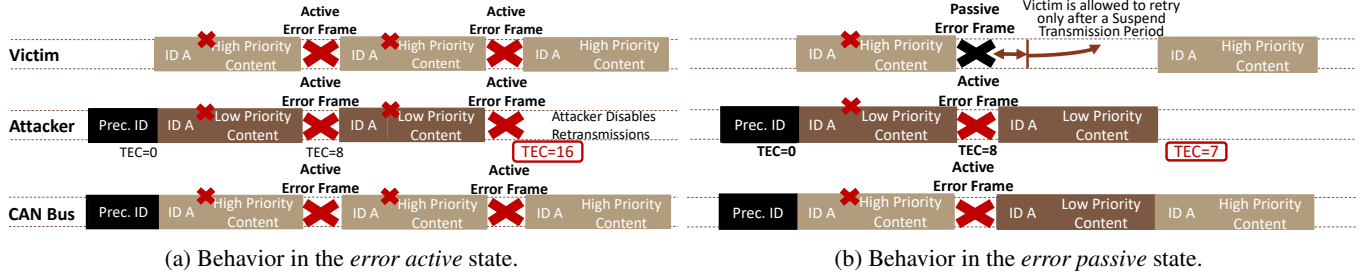 Active
Error Frame
Active
Error Frame
Victim
ID A
High Priority
Content
ID A
High Priority
Content
ID A
High Priority
Content
Active
Error Frame
Active
Error Frame
Attacker
Prec. ID
ID A
Low Priority
Content
ID A
Low Priority
Content
Attacker Disables
Retransmissions
TEC=0
TEC=8
TEC=16
Active
Error Frame
Active
Error Frame
CAN Bus
Prec. ID
ID A
High Priority
Content
ID A
High Priority
Content
ID A
High Priority
Content
(a) Behavior in the error active state.
Passive
Error Frame
Victim is allowed to retry
only after a Suspend
Transmission Period
ID A
High Priority
Content
ID A
High Priority
Content
Active
Error Frame
Prec. ID
ID A
Low Priority
Content
ID A
Low Priority
Content
TEC=0
TEC=8
TEC=7
Active
Error Frame
Prec. ID
ID A
High Priority
Content
ID A
Low Priority
Content
ID A
High Priority
Content
(b) Behavior in the error passive state.